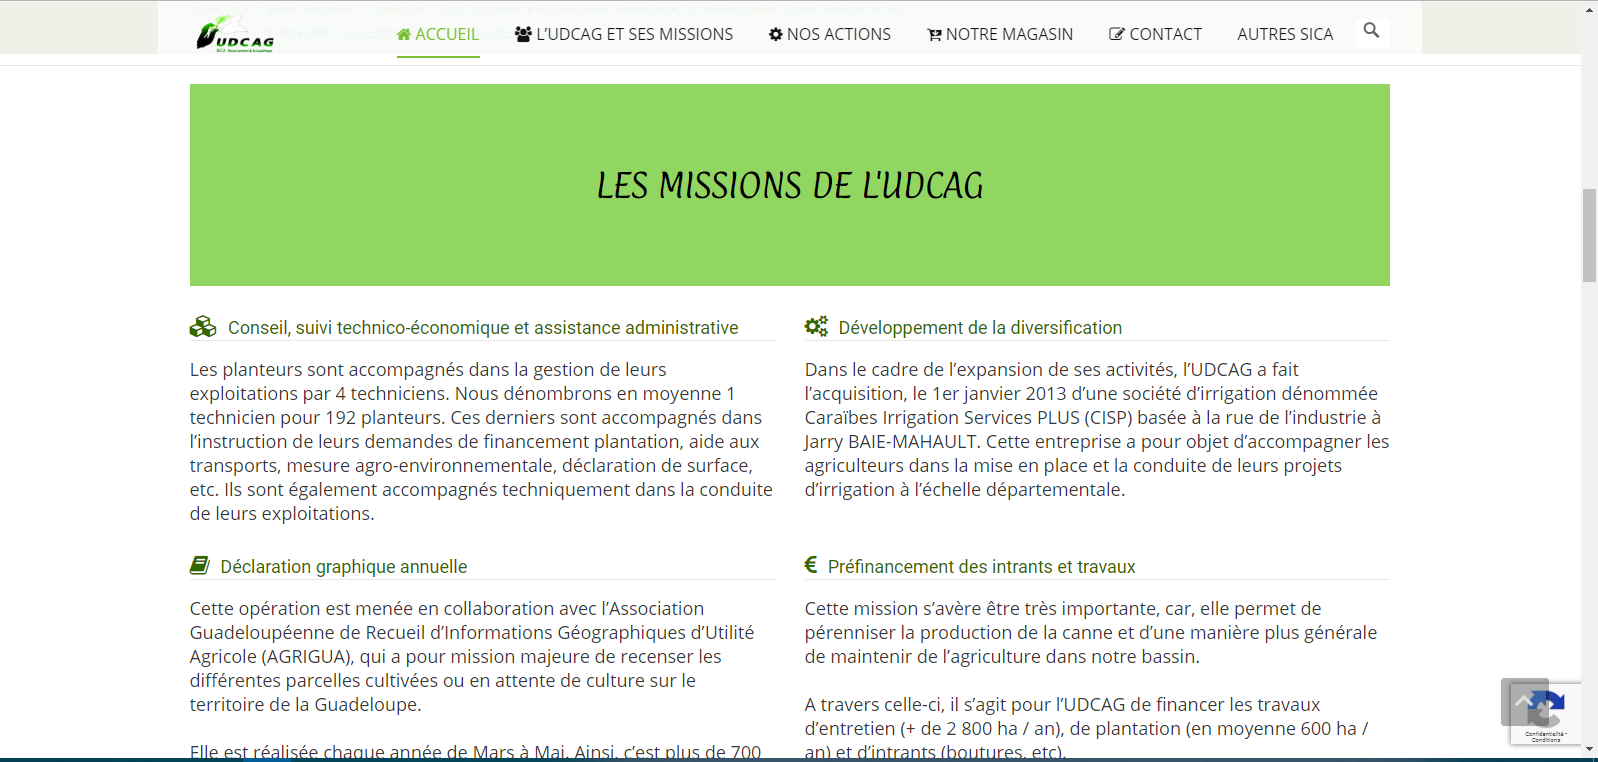 UDCAG
ACCUEIL
L’UDCAG ET SES MISSIONS
NOS ACTIONS
NOTRE MAGASIN
CONTACT
AUTRES SICA
LES MISSIONS DE L'UDCAG
Conseil, suivi technico-économique et assistance administrative
Les planteurs sont accompagnés dans la gestion de leurs
exploitations par 4 techniciens. Nous dénombrons en moyenne 1
technicien pour 192 planteurs. Ces derniers sont accompagnés dans
l’instruction de leurs demandes de financement plantation, aide aux
transports, mesure agro-environnementale, déclaration de surface,
etc. Ils sont également accompagnés techniquement dans la conduite
de leurs exploitations.
Développement de la diversification
Dans le cadre de l’expansion de ses activités, l’UDCAG a fait
l’acquisition, le 1er janvier 2013 d’une société d’irrigation dénommée
Caraïbes Irrigation Services PLUS (CISP) basée à la rue de l’industrie à
Jarry BAIE-MAHAULT. Cette entreprise a pour objet d’accompagner les
agriculteurs dans la mise en place et la conduite de leurs projets
d’irrigation à l’échelle départementale.
Déclaration graphique annuelle
Cette opération est menée en collaboration avec l’Association
Guadeloupéenne de Recueil d’Informations Géographiques d’Utilité
Agricole (AGRIGUA), qui a pour mission majeure de recenser les
différentes parcelles cultivées ou en attente de culture sur le
territoire de la Guadeloupe.
Elle est réalisée chaque année de Mars à Mai. Ainsi, c’est plus de 700
Préfinancement des intrants et travaux
Cette mission s’avère être très importante, car, elle permet de
pérenniser la production de la canne et d’une manière plus générale
de maintenir de l’agriculture dans notre bassin.
A travers celle-ci, il s’agit pour l’UDCAG de financer les travaux
d’entretien (+ de 2 800 ha / an), de plantation (en moyenne 600 ha /
an) et d’intrants (boutures, etc).
Confidentialité -
Conditions